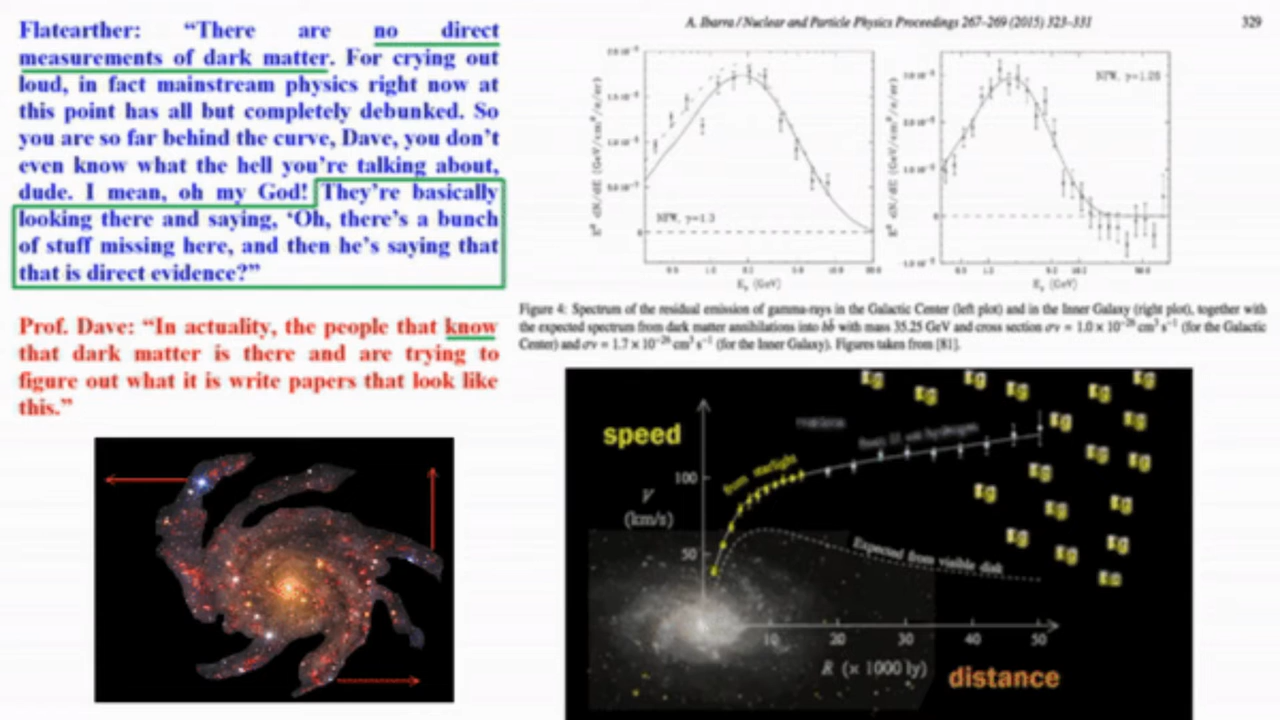 Flatearther: “There are no direct
measurements of dark matter. For crying out
loud, in fact mainstream physics right now at
this point has all but completely debunked. So
you are so far behind the curve, Dave, you don’t
even know what the hell you’re talking about,
dude. I mean, oh my God! They’re basically
looking there and saying, ‘Oh, there’s a bunch
of stuff missing here, and then he’s saying that
that is direct evidence?”
Prof. Dave: “In actuality, the people that know
that dark matter is there and are trying to
figure out what it is write papers that look like
this.”
A. Ibarra / Nuclear and Particle Physics Proceedings 267–269 (2015) 323–331
329
NFW, γ=1.3
Eγ (GeV)
Eγ (GeV)
Figure 4: Spectrum of the residual emission of gamma-rays in the Galactic Center (left plot) and in the Inner Galaxy (right plot), together with
the expected spectrum from dark matter annihilations into bb̄ with mass 35.25 GeV and cross section σv = 1.0 × 10⁻²⁶ cm³ s⁻¹ (for the Galactic
Center) and σv = 1.7 × 10⁻²⁶ cm³ s⁻¹ (for the Inner Galaxy). Figures taken from [81].
speed
from starlight
100
V
(km/s)
50
Expected from visible disk
10 20 30 40 50
R (× 1000 ly)
distance